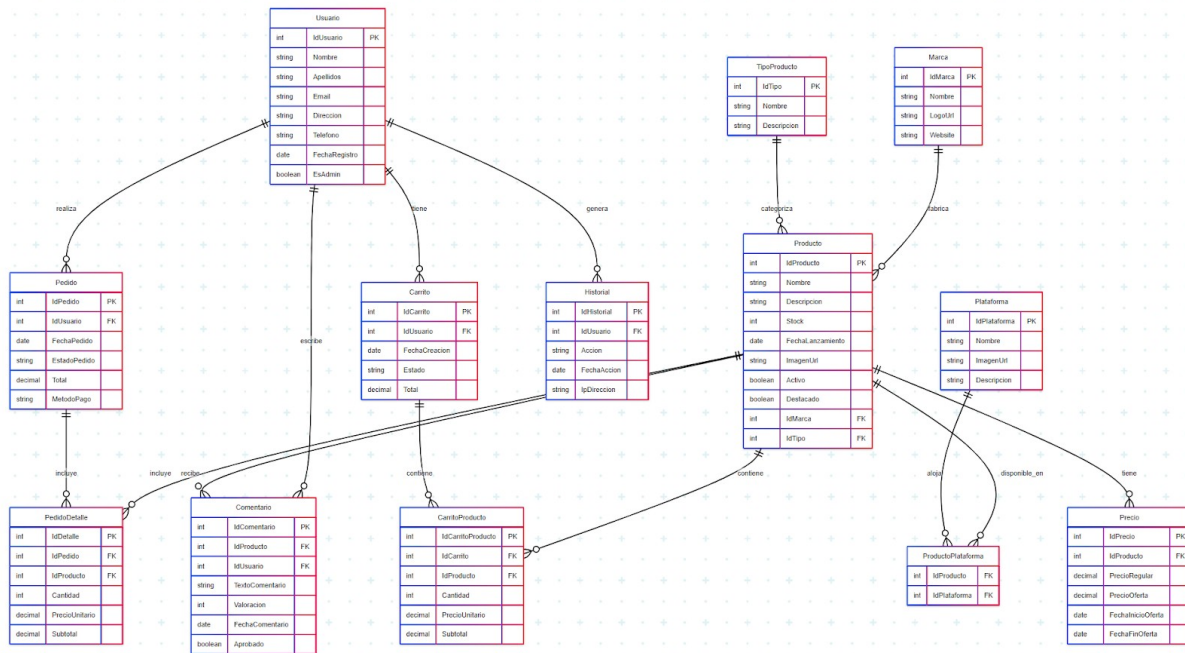 Usuario
int IdUsuario PK
string Nombre
string Apellidos
string Email
string Direccion
string Telefono
date FechaRegistro
boolean EsAdmin
TipoProducto
int IdTipo PK
string Nombre
string Descripcion
Marca
int IdMarca PK
string Nombre
string LogoUrl
string Website
realiza
tiene
genera
categoriza
fabrica
Pedido
int IdPedido PK
int IdUsuario FK
date FechaPedido
string EstadoPedido
decimal Total
string MetodoPago
escribe
Carrito
int IdCarrito PK
int IdUsuario FK
date FechaCreacion
string Estado
decimal Total
Historial
int IdHistorial PK
int IdUsuario FK
string Accion
date FechaAccion
string IpDireccion
Producto
int IdProducto PK
string Nombre
string Descripcion
int Stock
date FechaLanzamiento
string ImagenUrl
boolean Activo
boolean Destacado
int IdMarca FK
int IdTipo FK
Plataforma
int IdPlataforma PK
string Nombre
string ImagenUrl
string Descripcion
incluye
incluye
recibe
contiene
contiene
aloja
disponible_en
tiene
PedidoDetalle
int IdDetalle PK
int IdPedido FK
int IdProducto FK
int Cantidad
decimal PrecioUnitario
decimal Subtotal
Comentario
int IdComentario PK
int IdProducto FK
int IdUsuario FK
string TextoComentario
int Valoracion
date FechaComentario
boolean Aprobado
CarritoProducto
int IdCarritoProducto PK
int IdCarrito FK
int IdProducto FK
int Cantidad
decimal PrecioUnitario
decimal Subtotal
ProductoPlataforma
int IdProducto FK
int IdPlataforma FK
Precio
int IdPrecio PK
int IdProducto FK
decimal PrecioRegular
decimal PrecioOferta
date FechaInicioOferta
date FechaFinOferta